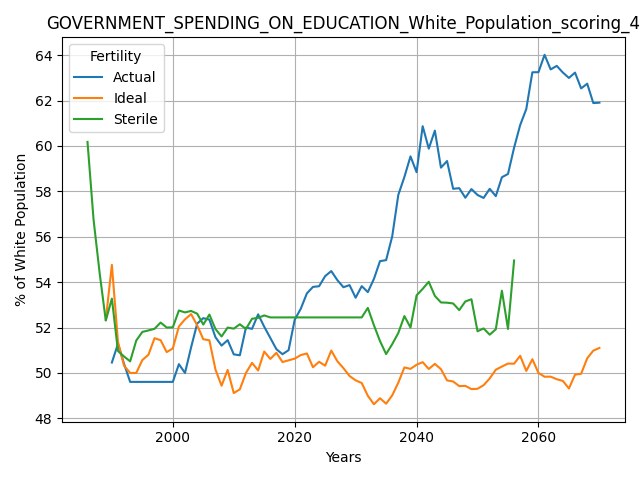 GOVERNMENT_SPENDING_ON_EDUCATION_White_Population_scoring_4
Fertility
Actual
Ideal
Sterile
% of White Population
64
62
60
58
56
54
52
50
48
2000
2020
2040
2060
Years